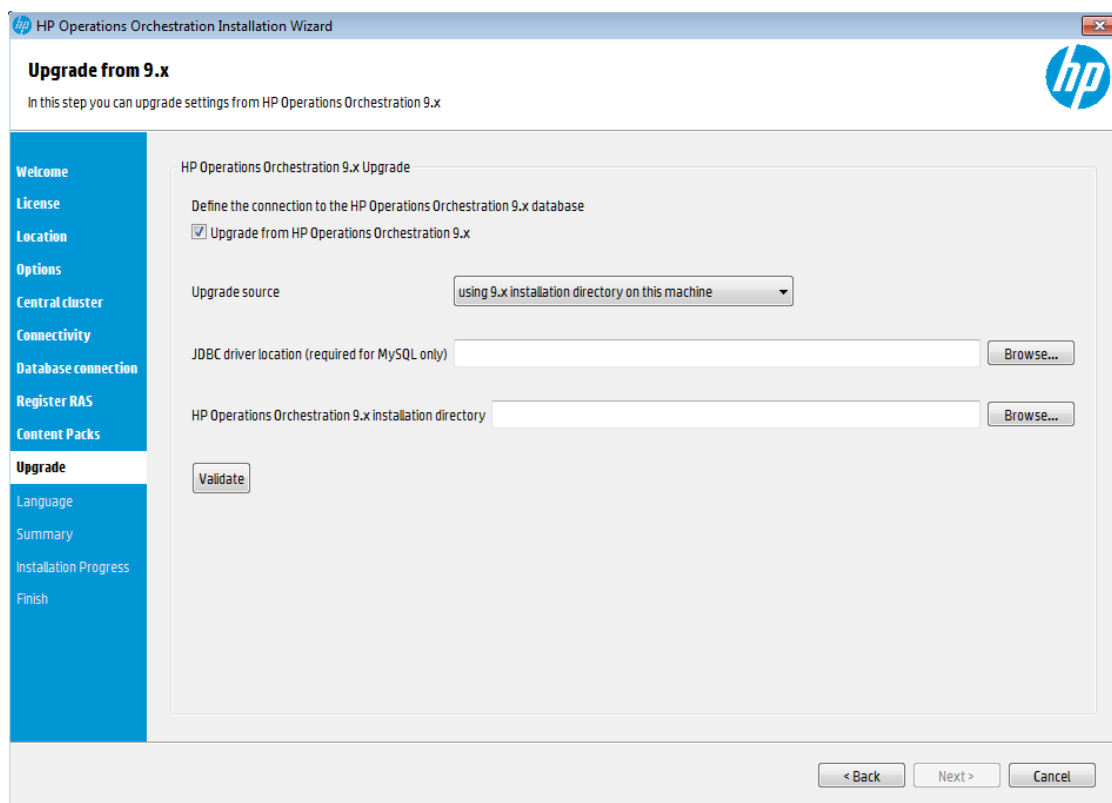 hp HP Operations Orchestration Installation Wizard
Upgrade from 9.x
In this step you can upgrade settings from HP Operations Orchestration 9.x
hp
Welcome
License
Location
Options
Central cluster
Connectivity
Database connection
Register RAS
Content Packs
Upgrade
Language
Summary
Installation Progress
Finish
HP Operations Orchestration 9.x Upgrade
Define the connection to the HP Operations Orchestration 9.x database
Upgrade from HP Operations Orchestration 9.x
Upgrade source using 9.x installation directory on this machine
JDBC driver location (required for MySQL only) Browse...
HP Operations Orchestration 9.x installation directory Browse...
Validate
< Back Next > Cancel